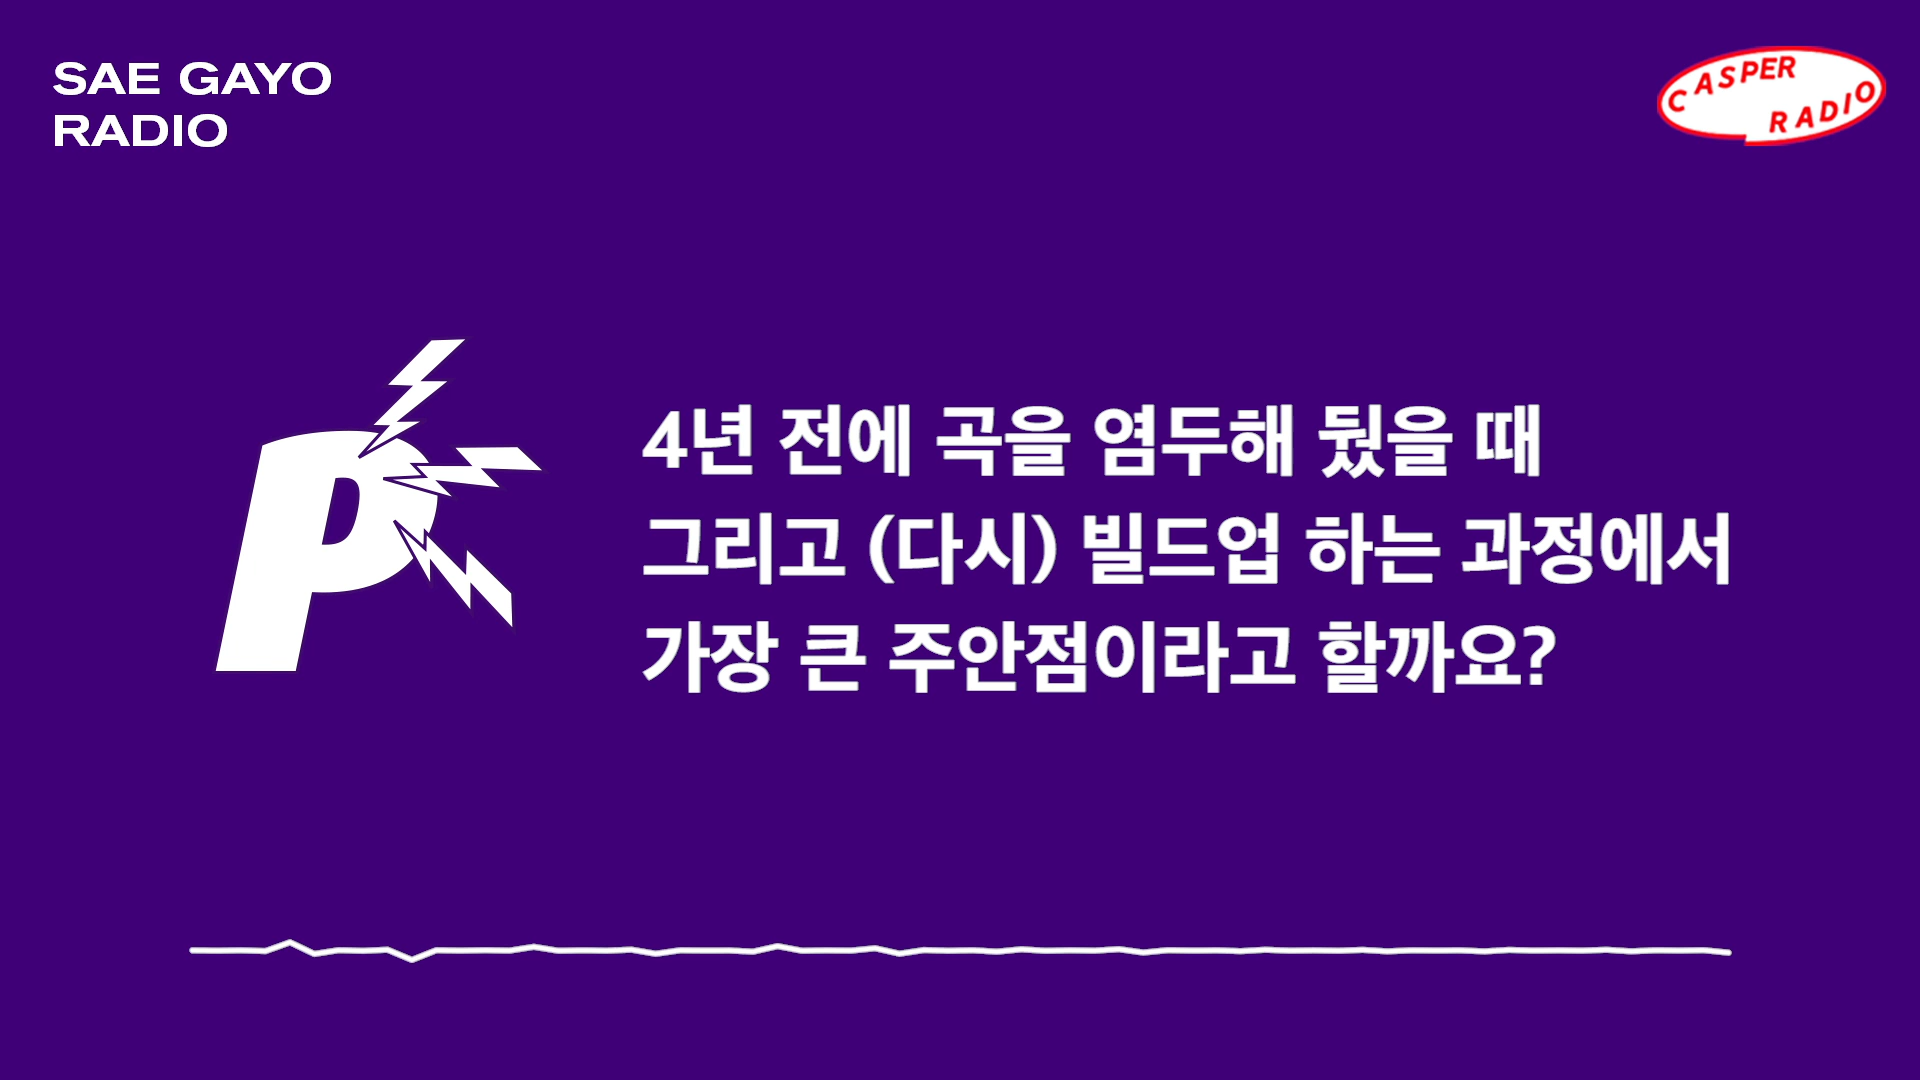 SAE GAYO
RADIO
CASPER
RADIO
P
4년 전에 곡을 염두해 뒀을 때
그리고 (다시) 빌드업 하는 과정에서
가장 큰 주안점이라고 할까요?